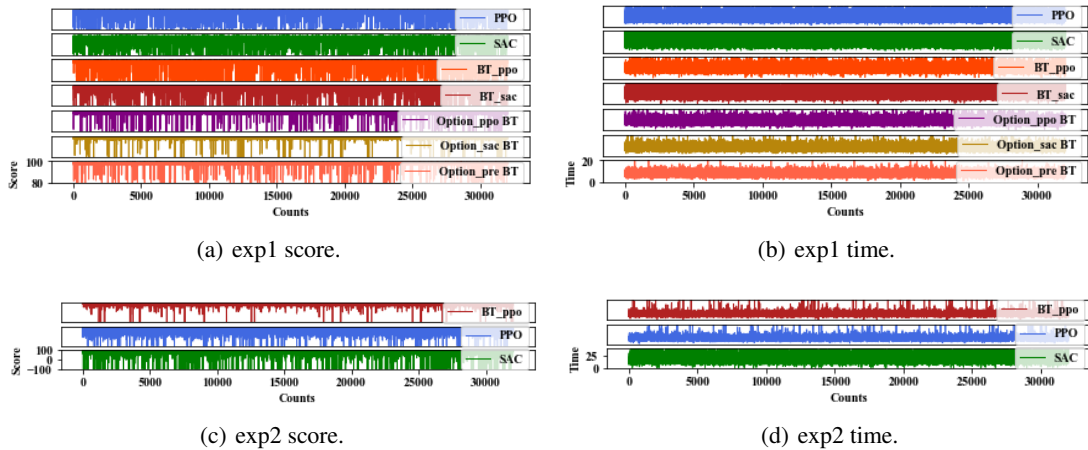 PPO
SAC
BT_ppo
BT_sac
Option_ppo BT
Option_sac BT
Option_pre BT
Score
100
80
0 5000 10000 15000 20000 25000 30000
Counts
(a) exp1 score.
PPO
SAC
BT_ppo
BT_sac
Option_ppo BT
Option_sac BT
Option_pre BT
Time
20
0
0 5000 10000 15000 20000 25000 30000
Counts
(b) exp1 time.
BT_ppo
PPO
SAC
Score
100
0
−100
0 5000 10000 15000 20000 25000 30000
Counts
(c) exp2 score.
BT_ppo
PPO
SAC
Time
25
0
0 5000 10000 15000 20000 25000 30000
Counts
(d) exp2 time.